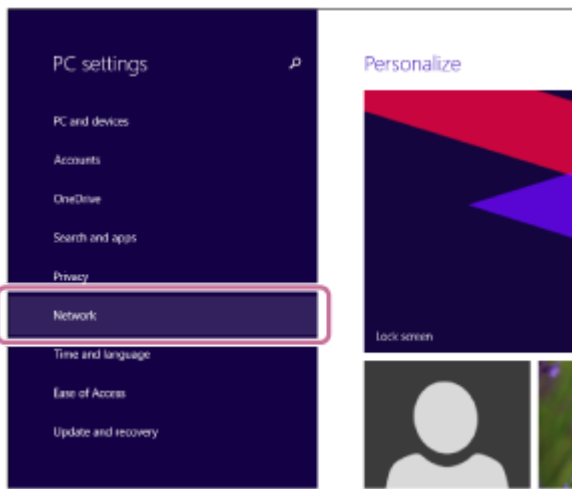 PC settings
Personalize
PC and devices
Accounts
OneDrive
Search and apps
Privacy
Network
Lock screen
Time and language
Ease of Access
Update and recovery